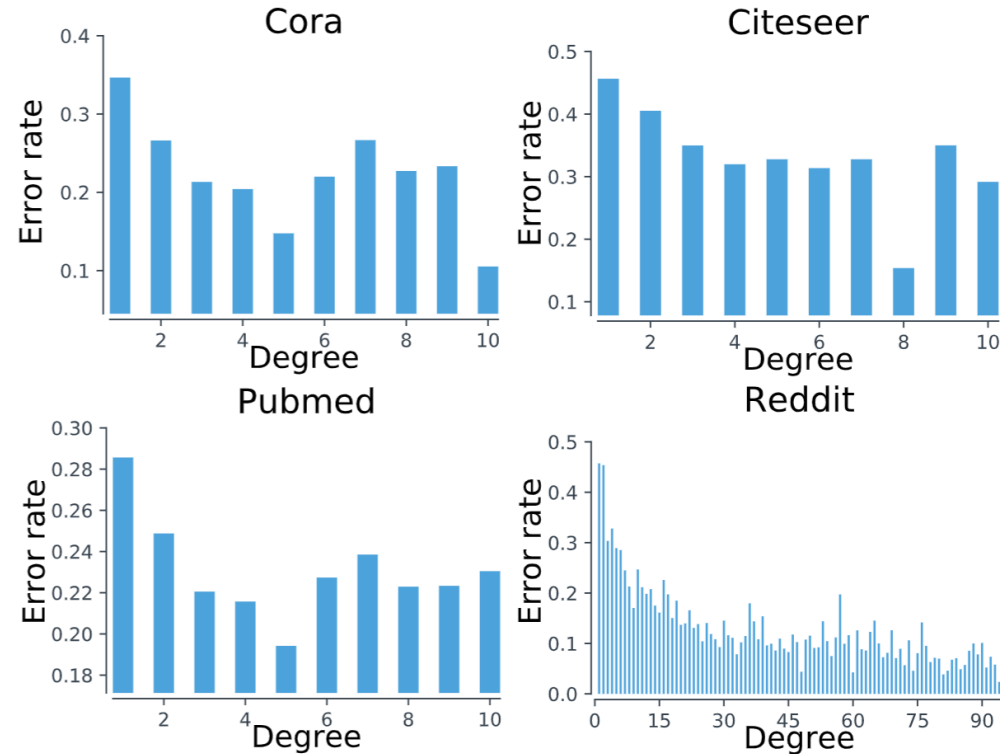 Cora
0.4
0.3
0.2
0.1
Error rate
2 4 6 8 10
Degree
Citeseer
0.5
0.4
0.3
0.2
0.1
Error rate
2 4 6 8 10
Degree
Pubmed
0.30
0.28
0.26
0.24
0.22
0.20
0.18
Error rate
2 4 6 8 10
Degree
Reddit
0.5
0.4
0.3
0.2
0.1
0.0
Error rate
0 15 30 45 60 75 90
Degree